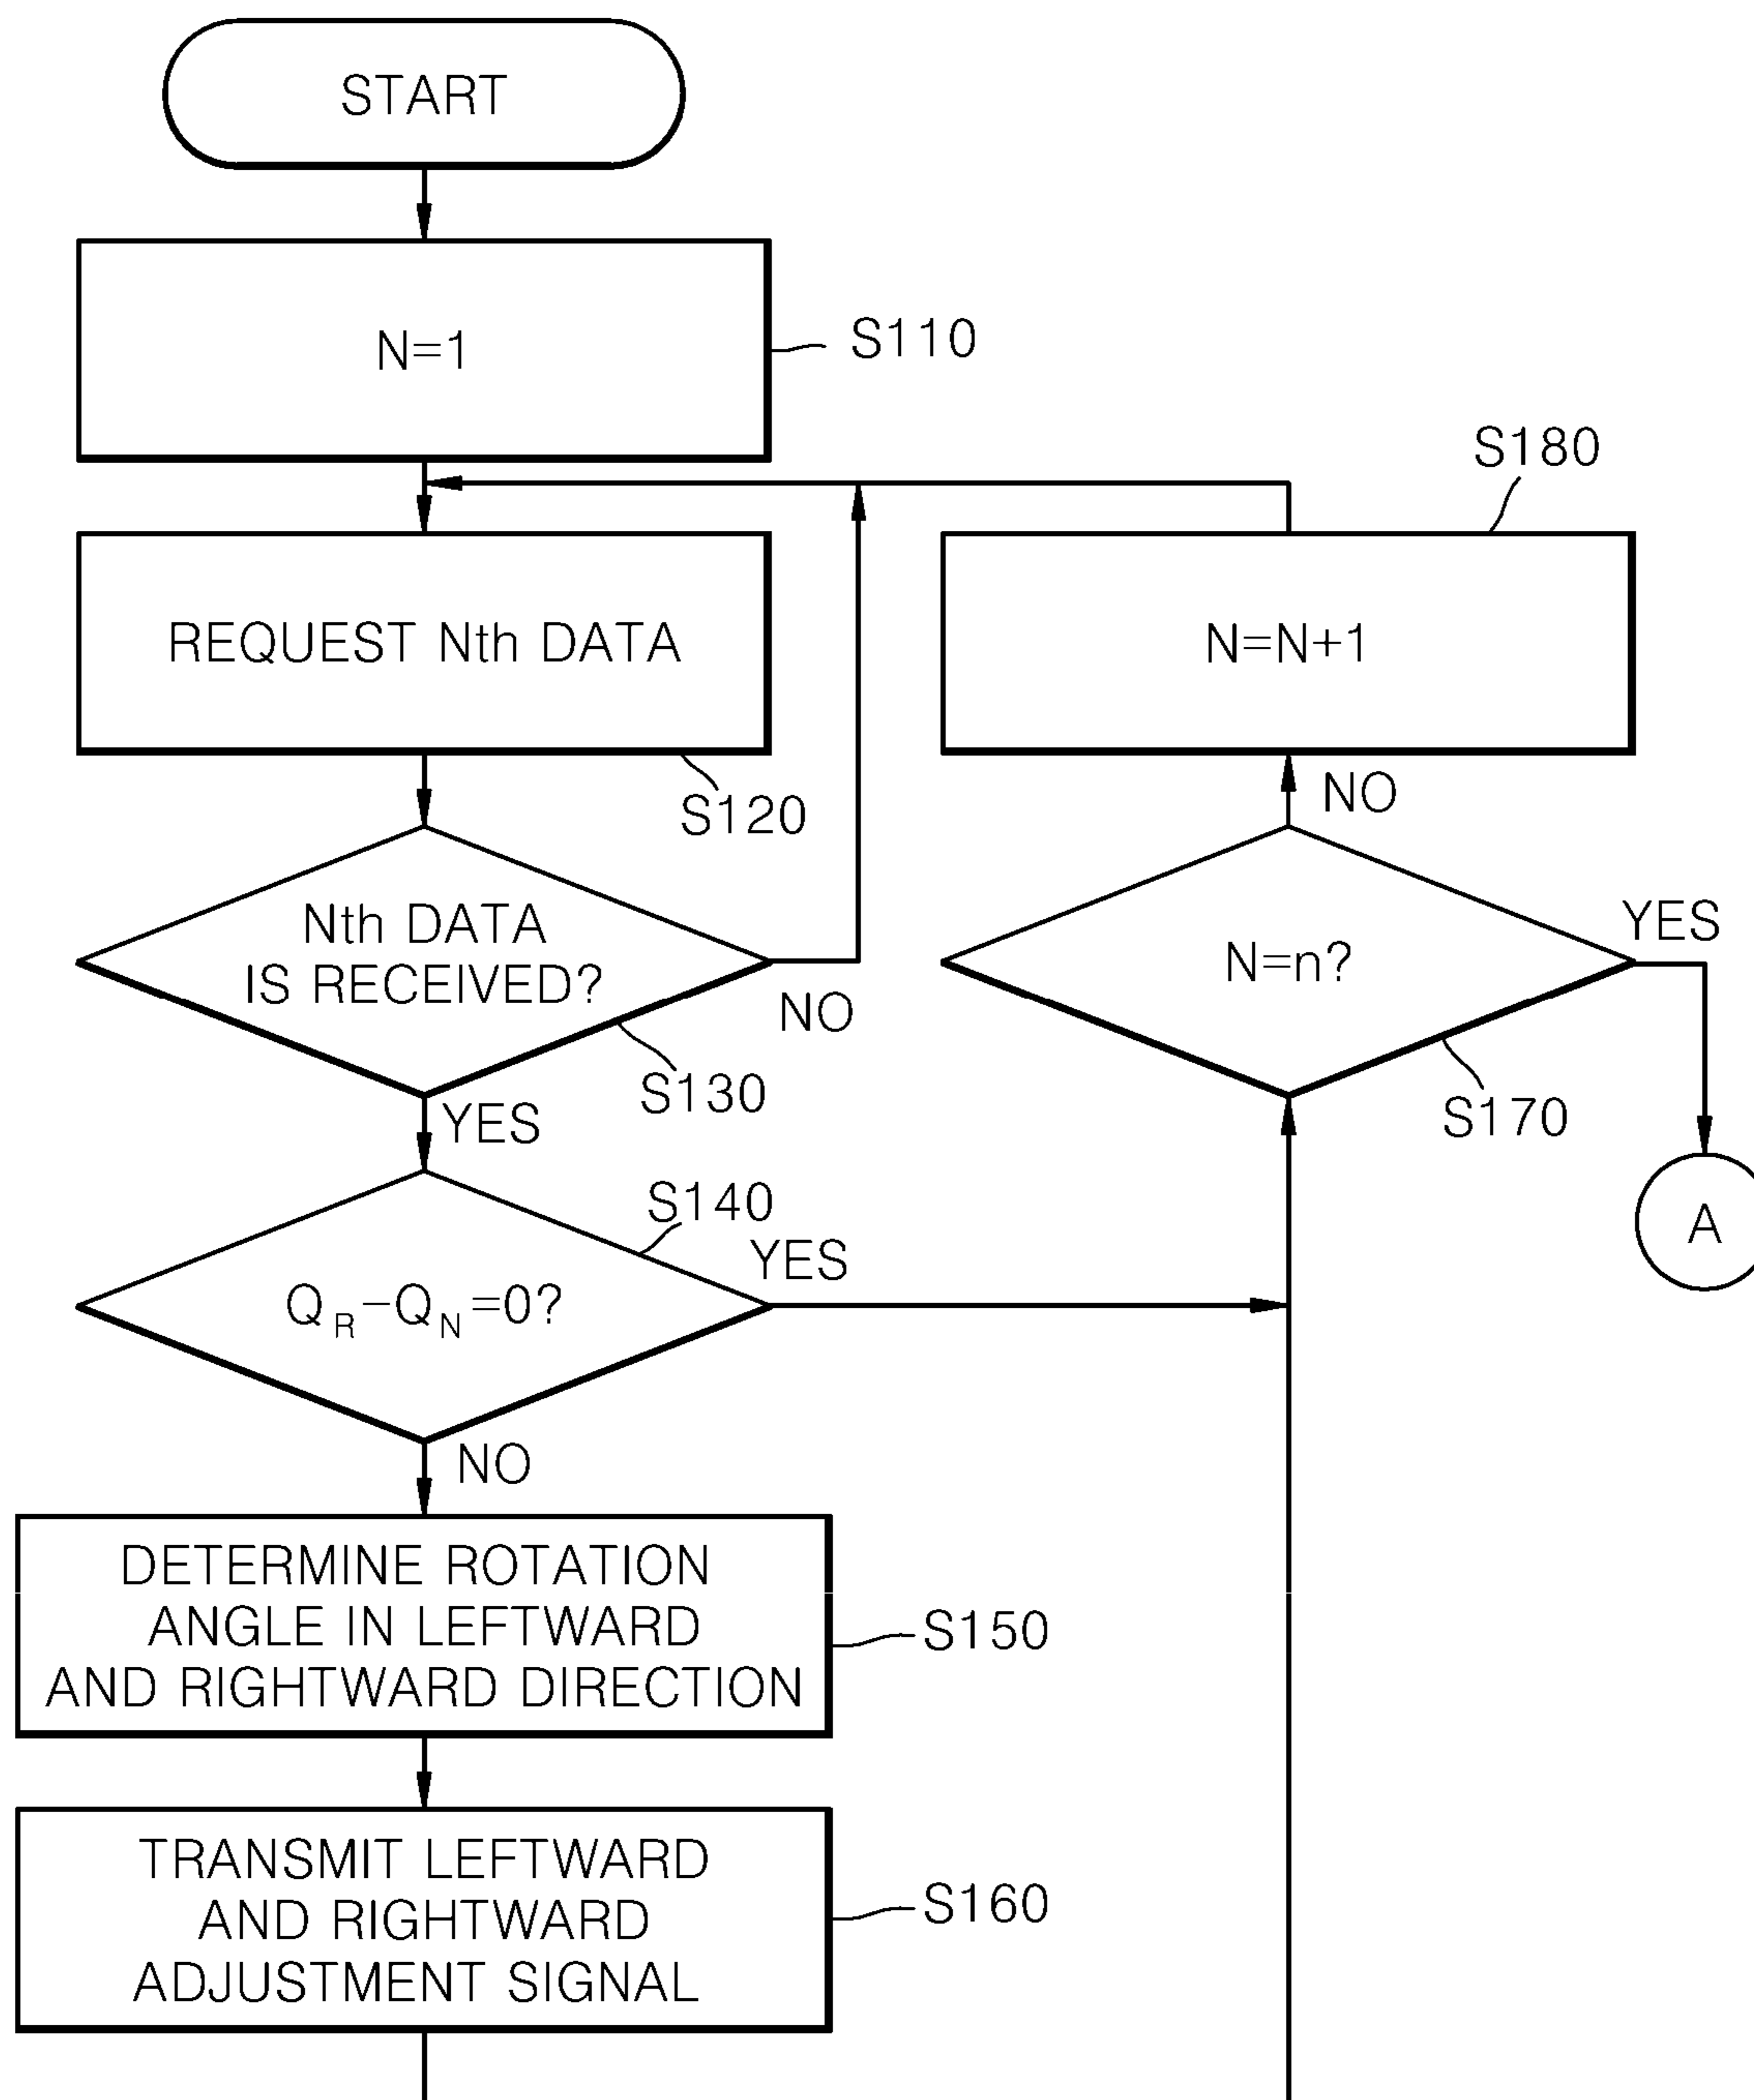 START
N=1
S110
REQUEST Nth DATA
S120
Nth DATA
IS RECEIVED?
NO
S130
YES
S140
YES
Q_R-Q_N=0?
NO
DETERMINE ROTATION
ANGLE IN LEFTWARD
AND RIGHTWARD DIRECTION
S150
TRANSMIT LEFTWARD
AND RIGHTWARD
ADJUSTMENT SIGNAL
S160
S180
N=N+1
NO
N=n?
YES
S170
A